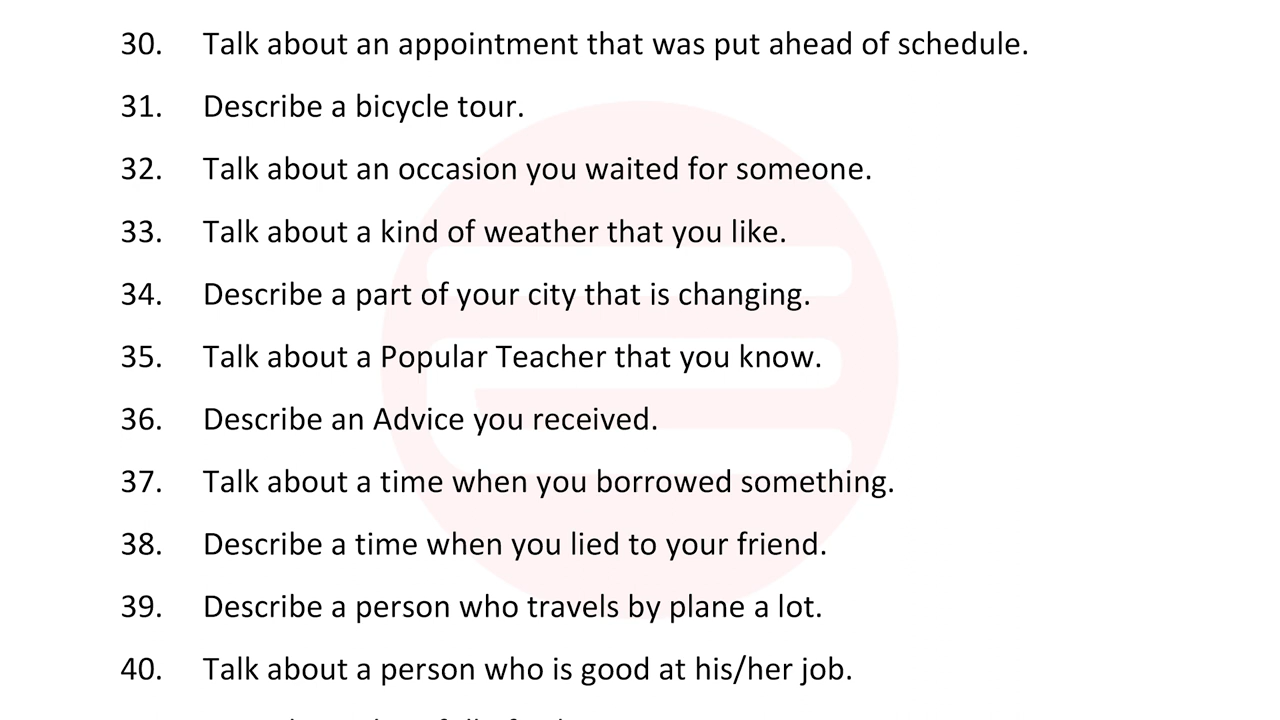 30. Talk about an appointment that was put ahead of schedule.
31. Describe a bicycle tour.
32. Talk about an occasion you waited for someone.
33. Talk about a kind of weather that you like.
34. Describe a part of your city that is changing.
35. Talk about a Popular Teacher that you know.
36. Describe an Advice you received.
37. Talk about a time when you borrowed something.
38. Describe a time when you lied to your friend.
39. Describe a person who travels by plane a lot.
40. Talk about a person who is good at his/her job.